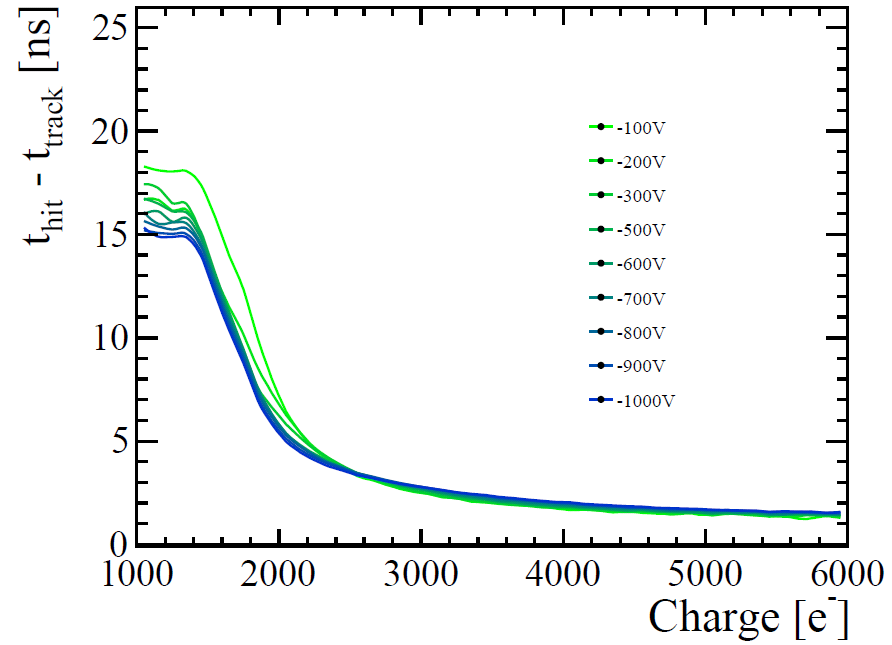 t_hit - t_track [ns]
25
20
15
10
5
0
1000 2000 3000 4000 5000 6000
Charge [e⁻]
-100V
-200V
-300V
-500V
-600V
-700V
-800V
-900V
-1000V